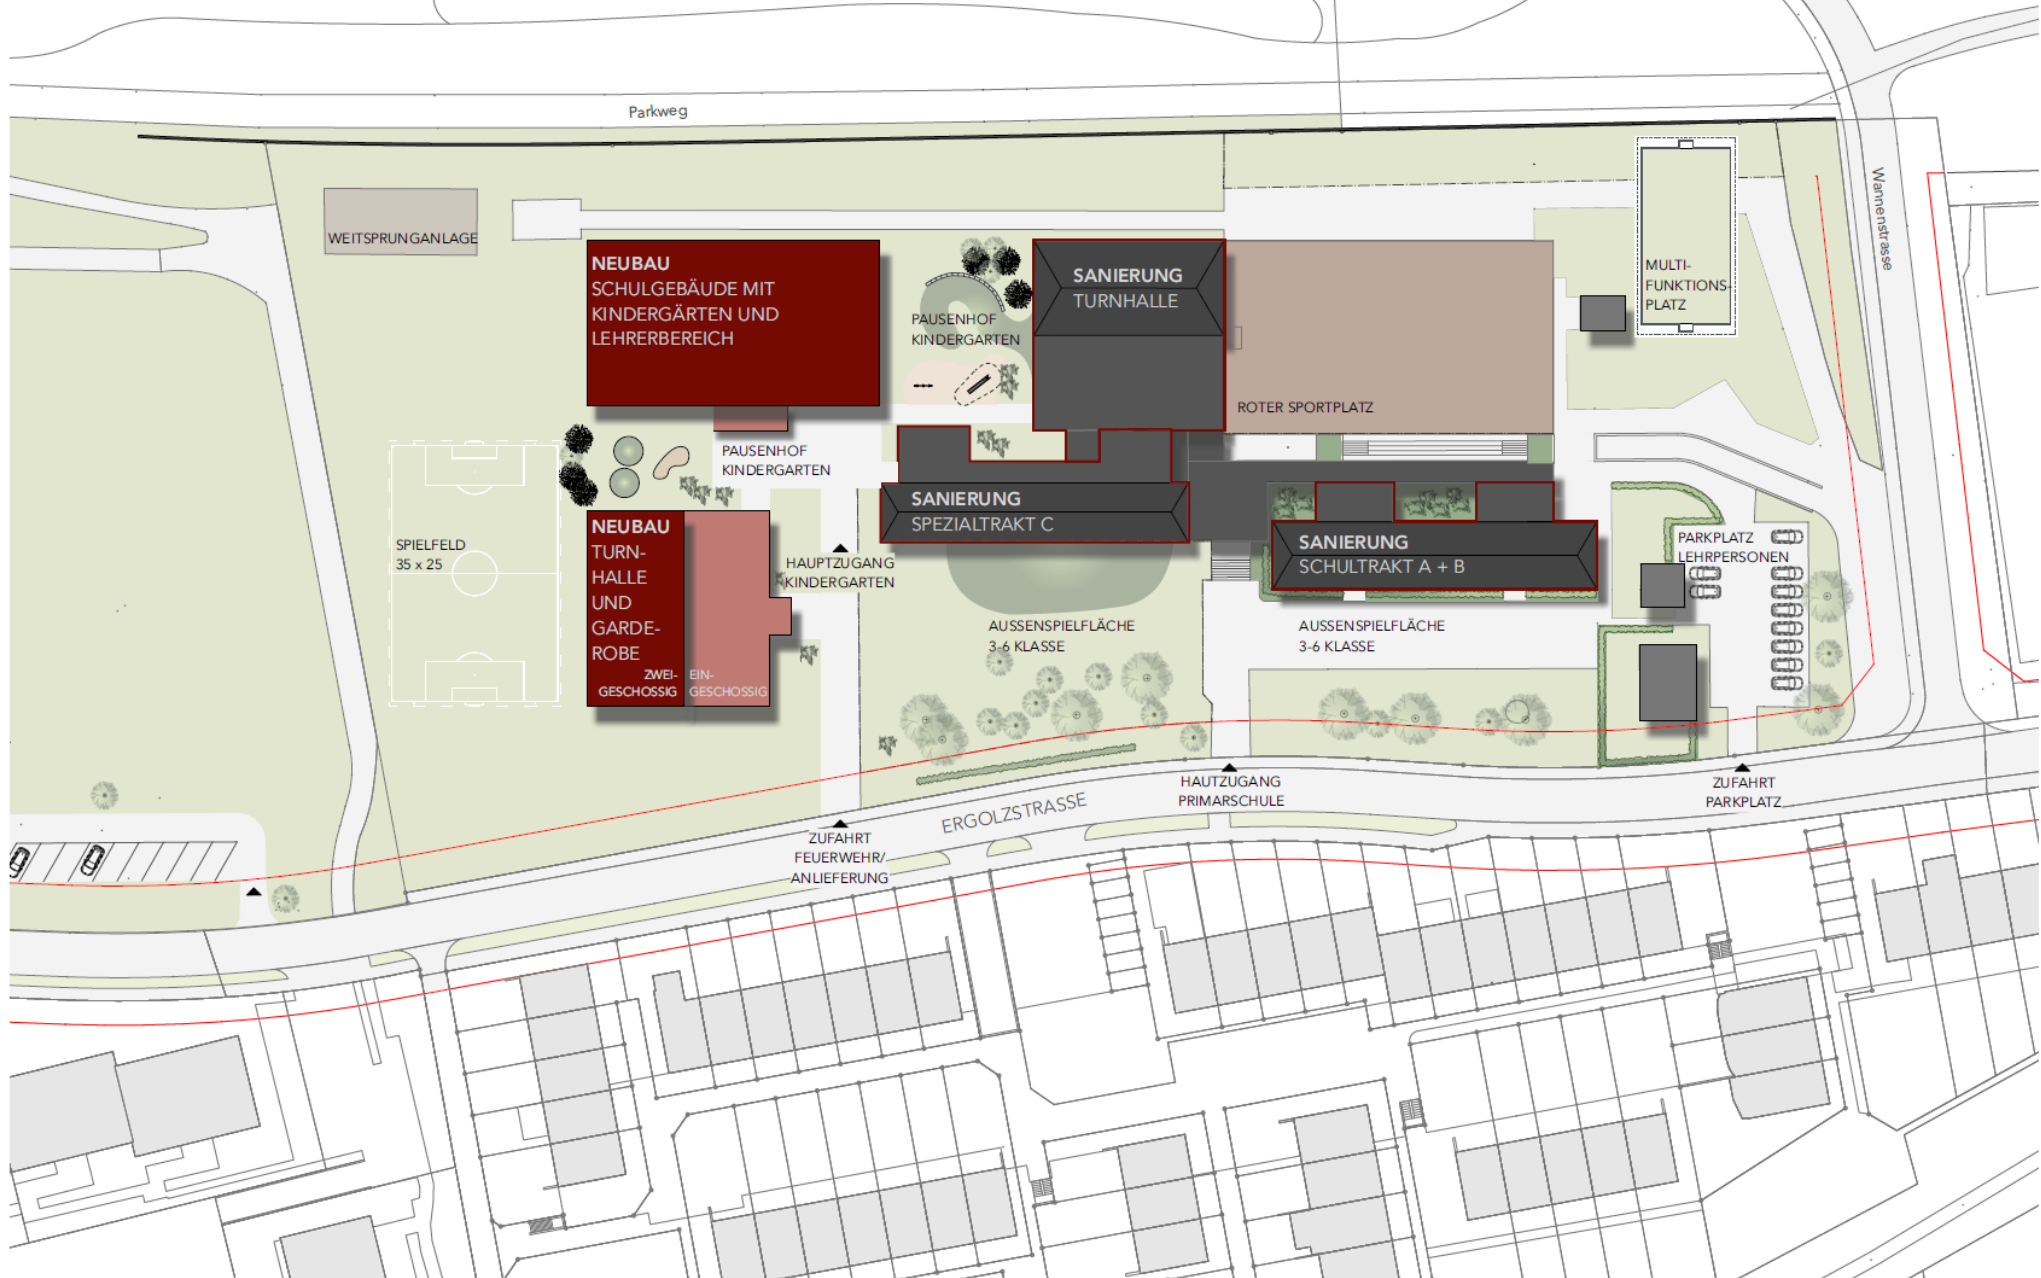 Parkweg
Wannenstrasse
WEITSPRUNGANLAGE
NEUBAU
SCHULGEBÄUDE MIT
KINDERGÄRTEN UND
LEHRERBEREICH
PAUSENHOF
KINDERGARTEN
SANIERUNG
TURNHALLE
MULTI-
FUNKTIONS-
PLATZ
ROTER SPORTPLATZ
PAUSENHOF
KINDERGARTEN
SANIERUNG
SPEZIALTRAKT C
SPIELFELD
35 x 25
NEUBAU
TURN-
HALLE
UND
GARDE-
ROBE
ZWEI-
GESCHOSSIG
EIN-
GESCHOSSIG
HAUPTZUGANG
KINDERGARTEN
SANIERUNG
SCHULTRAKT A + B
PARKPLATZ
LEHRPERSONEN
AUSSENSPIELFLÄCHE
3-6 KLASSE
AUSSENSPIELFLÄCHE
3-6 KLASSE
HAUTZUGANG
PRIMARSCHULE
ZUFAHRT
PARKPLATZ
ERGOLZSTRASSE
ZUFAHRT
FEUERWEHR/
ANLIEFERUNG